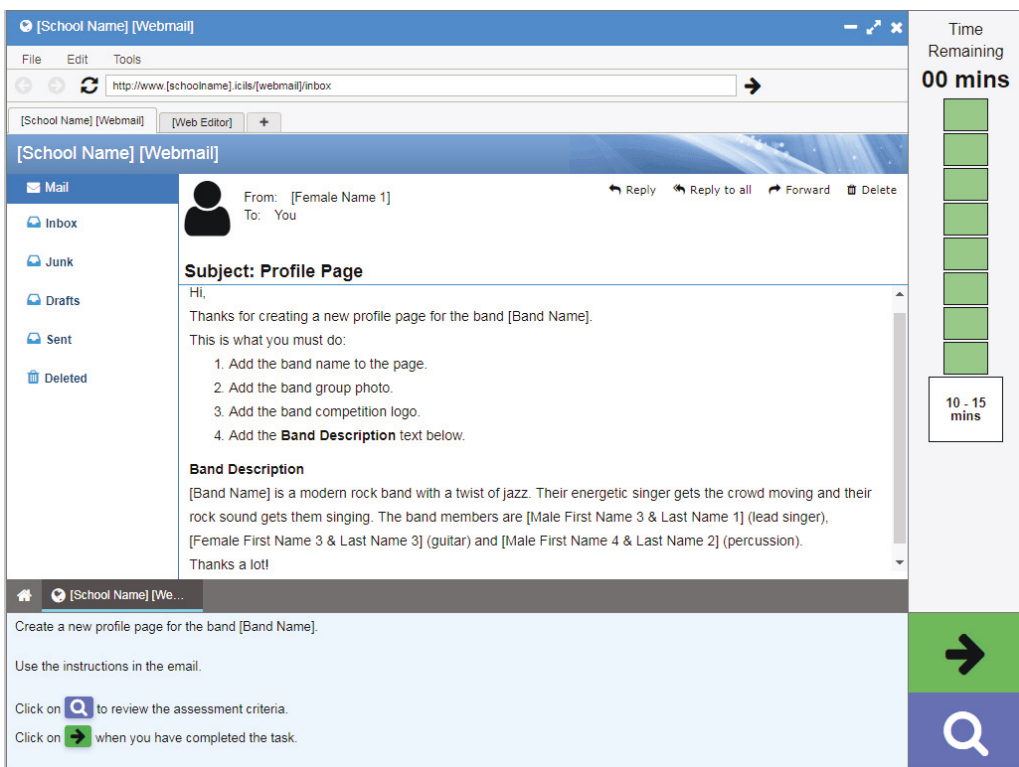 [School Name] [Webmail]
File Edit Tools
http://www.[schoolname].icils/[webmail]/inbox
[School Name] [Webmail] [Web Editor] +
[School Name] [Webmail]
Mail
Inbox
Junk
Drafts
Sent
Deleted
From: [Female Name 1]
To: You
Reply Reply to all Forward Delete
Subject: Profile Page
Hi,
Thanks for creating a new profile page for the band [Band Name].
This is what you must do:
1. Add the band name to the page.
2. Add the band group photo.
3. Add the band competition logo.
4. Add the Band Description text below.
Band Description
[Band Name] is a modern rock band with a twist of jazz. Their energetic singer gets the crowd moving and their
rock sound gets them singing. The band members are [Male First Name 3 & Last Name 1] (lead singer),
[Female First Name 3 & Last Name 3] (guitar) and [Male First Name 4 & Last Name 2] (percussion).
Thanks a lot!
[School Name] [We...
Create a new profile page for the band [Band Name].
Use the instructions in the email.
Click on to review the assessment criteria.
Click on when you have completed the task.
Time
Remaining
00 mins
10 - 15
mins